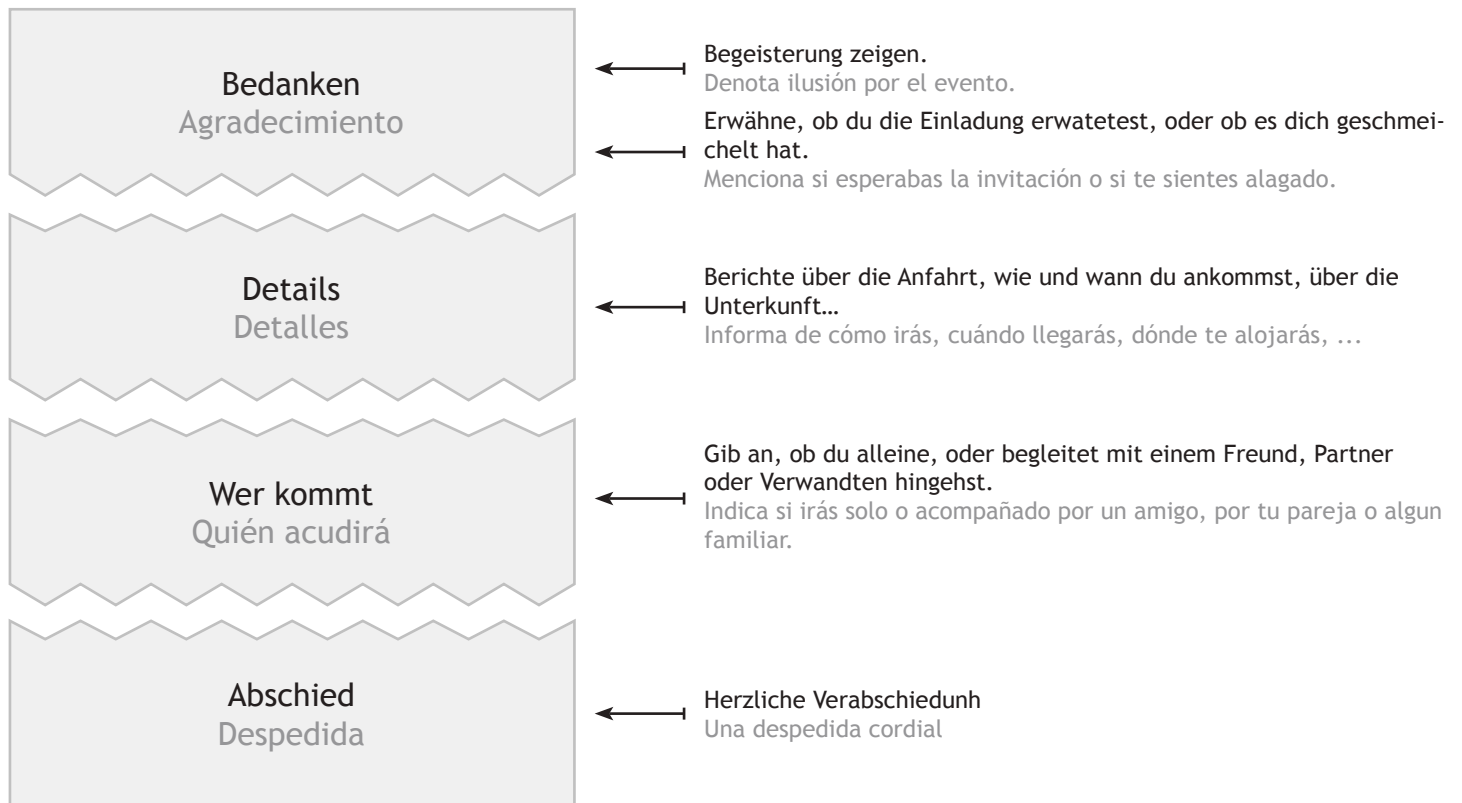 Bedanken
Agradecimiento
Begeisterung zeigen.
Denota ilusión por el evento.
Erwähne, ob du die Einladung erwatetest, oder ob es dich geschmei-
chelt hat.
Menciona si esperabas la invitación o si te sientes alagado.
Details
Detalles
Berichte über die Anfahrt, wie und wann du ankommst, über die
Unterkunft…
Informa de cómo irás, cuándo llegarás, dónde te alojarás, ...
Wer kommt
Quién acudirá
Gib an, ob du alleine, oder begleitet mit einem Freund, Partner
oder Verwandten hingehst.
Indica si irás solo o acompañado por un amigo, por tu pareja o algun
familiar.
Abschied
Despedida
Herzliche Verabschiedunh
Una despedida cordial